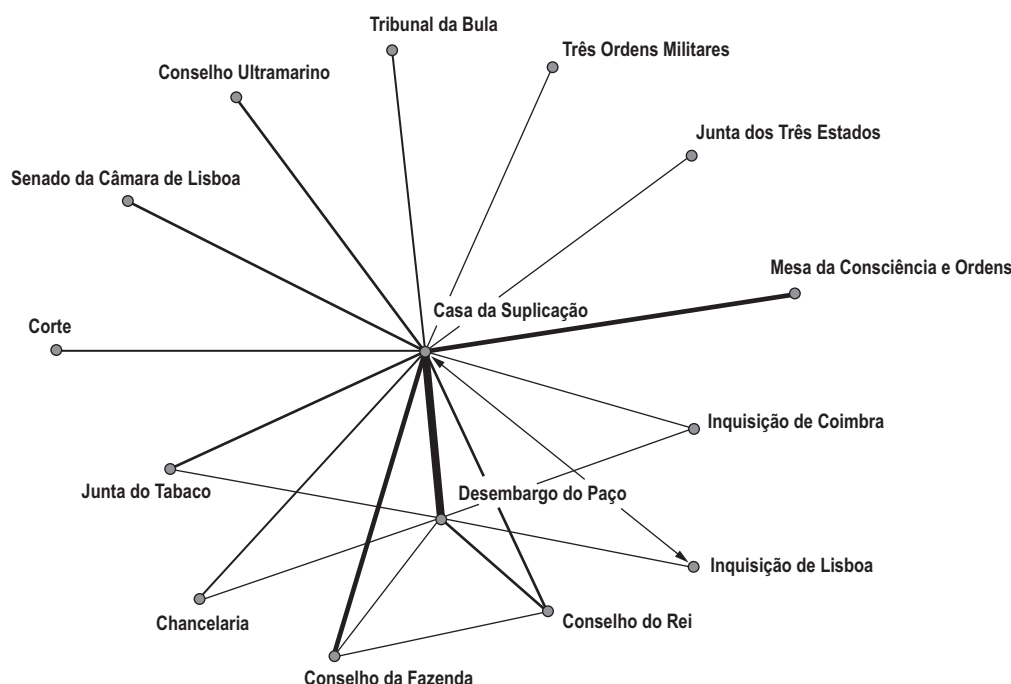 Tribunal da Bula
Três Ordens Militares
Conselho Ultramarino
Junta dos Três Estados
Senado da Câmara de Lisboa
Mesa da Consciência e Ordens
Casa da Suplicação
Corte
Inquisição de Coimbra
Junta do Tabaco
Desembargo do Paço
Inquisição de Lisboa
Chancelaria
Conselho do Rei
Conselho da Fazenda